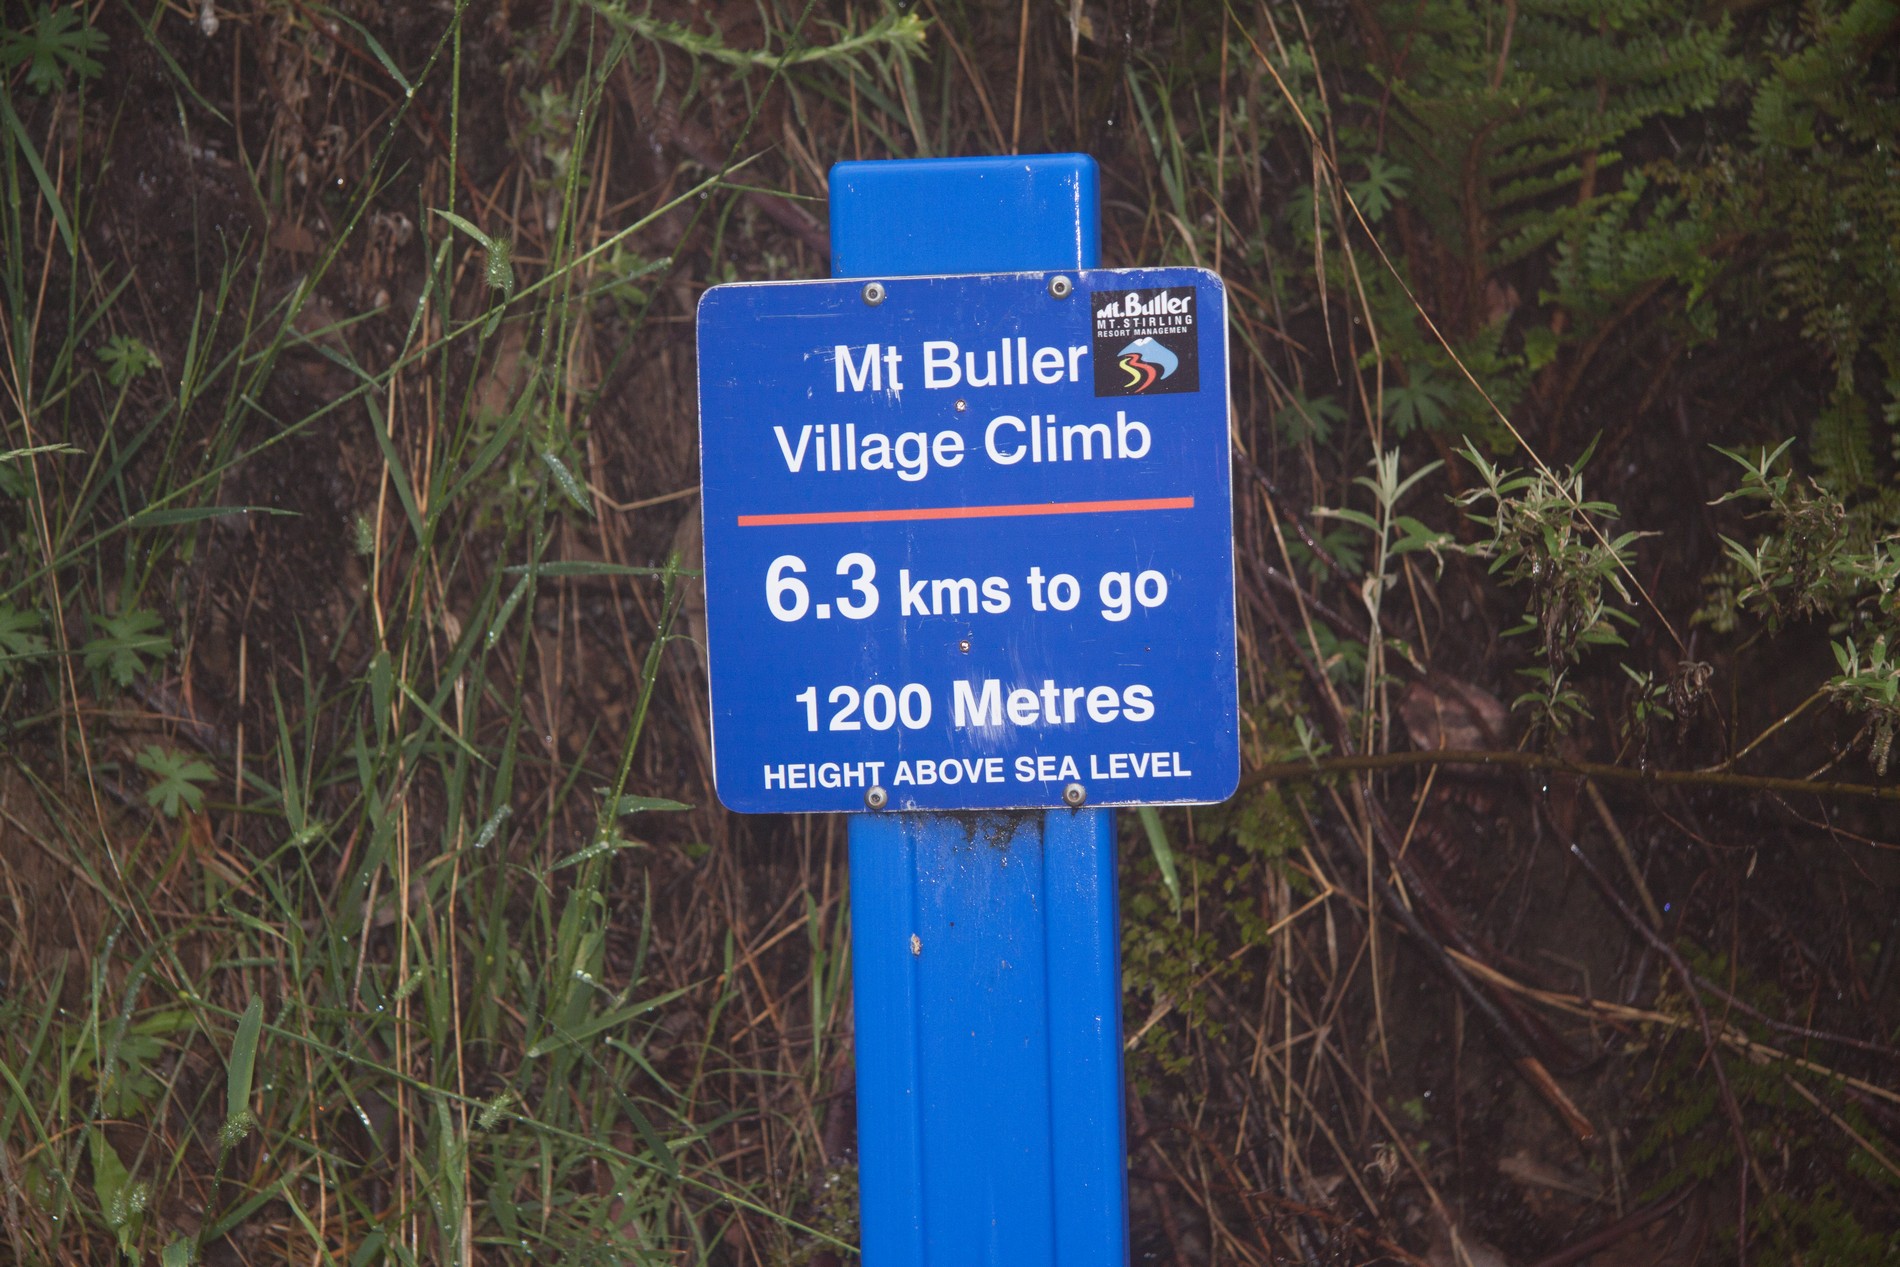 Mt.Buller
MT.STIRLING
RESORT MANAGEMEN
Mt Buller
Village Climb
6.3 kms to go
1200 Metres
HEIGHT ABOVE SEA LEVEL